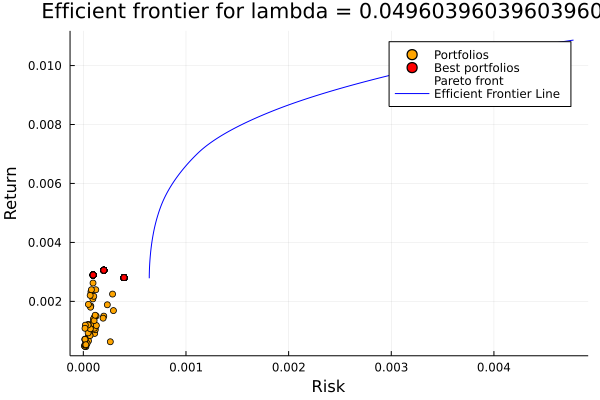 Efficient frontier for lambda = 0.04960396039603960
Portfolios
Best portfolios
Pareto front
Efficient Frontier Line
Return
0.010
0.008
0.006
0.004
0.002
0.000
0.001
0.002
0.003
0.004
Risk